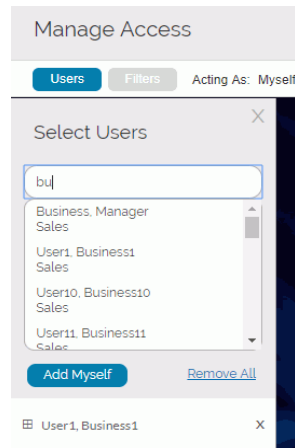 Manage Access
Users Filters Acting As: Myself
X
Select Users
bu
Business, Manager
Sales
User1, Business1
Sales
User10, Business10
Sales
User11, Business11
Sales
Add Myself Remove All
User1, Business1 X